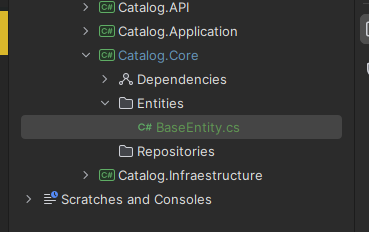 C# Catalog.API
C# Catalog.Application
C# Catalog.Core
Dependencies
Entities
C# BaseEntity.cs
Repositories
C# Catalog.Infraestructure
Scratches and Consoles